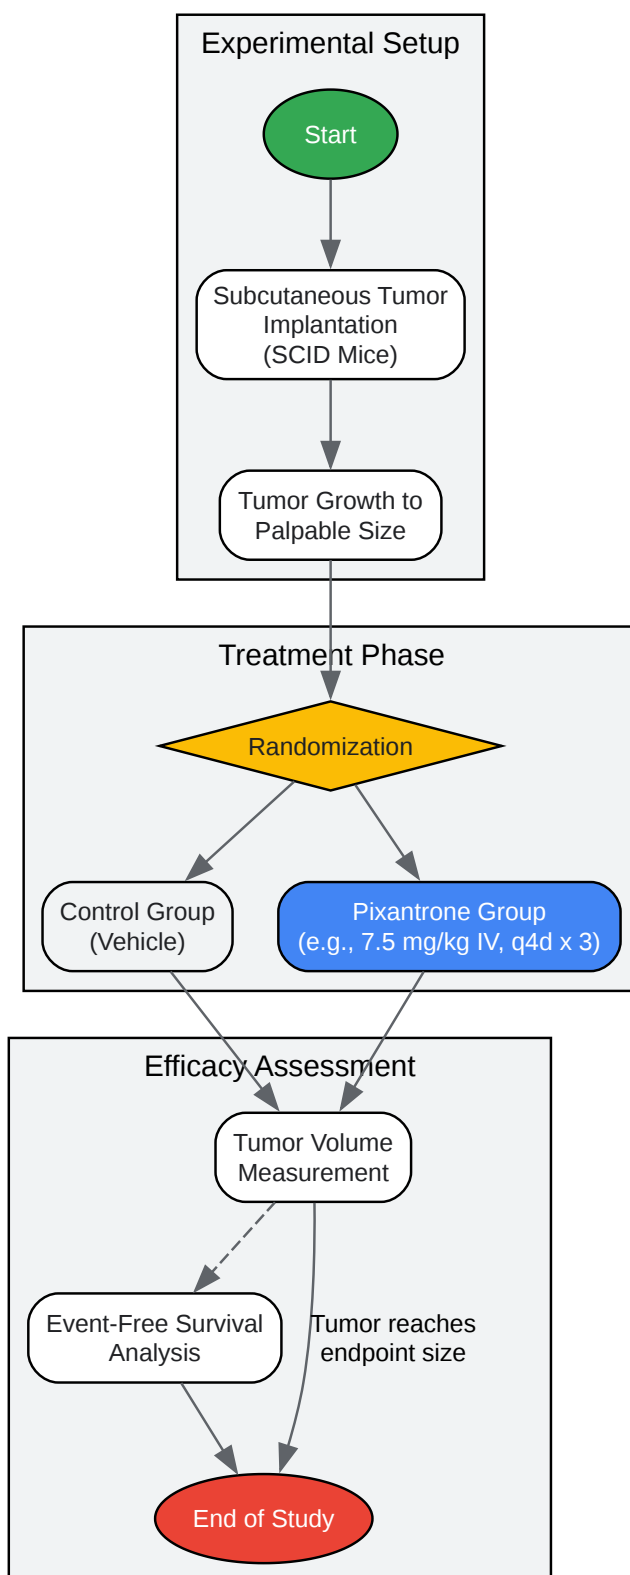 Experimental Setup
Start
Subcutaneous Tumor
Implantation
(SCID Mice)
Tumor Growth to
Palpable Size
Treatment Phase
Randomization
Control Group
(Vehicle)
Pixantrone Group
(e.g., 7.5 mg/kg IV, q4d x 3)
Efficacy Assessment
Tumor Volume
Measurement
Event-Free Survival
Analysis
Tumor reaches
endpoint size
End of Study